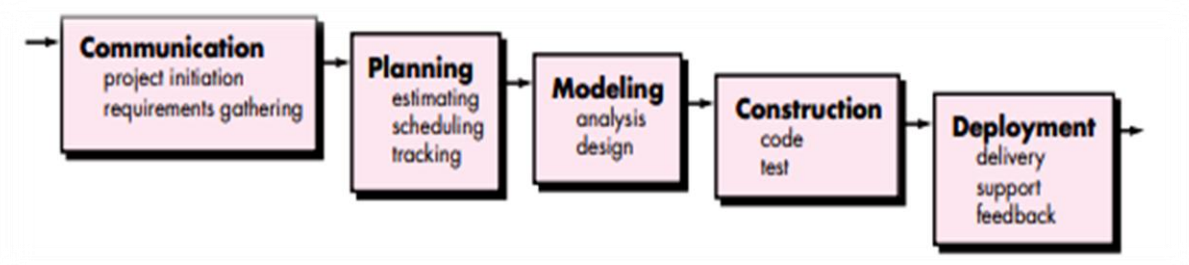 Communication
project initiation
requirements gathering
Planning
estimating
scheduling
tracking
Modeling
analysis
design
Construction
code
test
Deployment
delivery
support
feedback